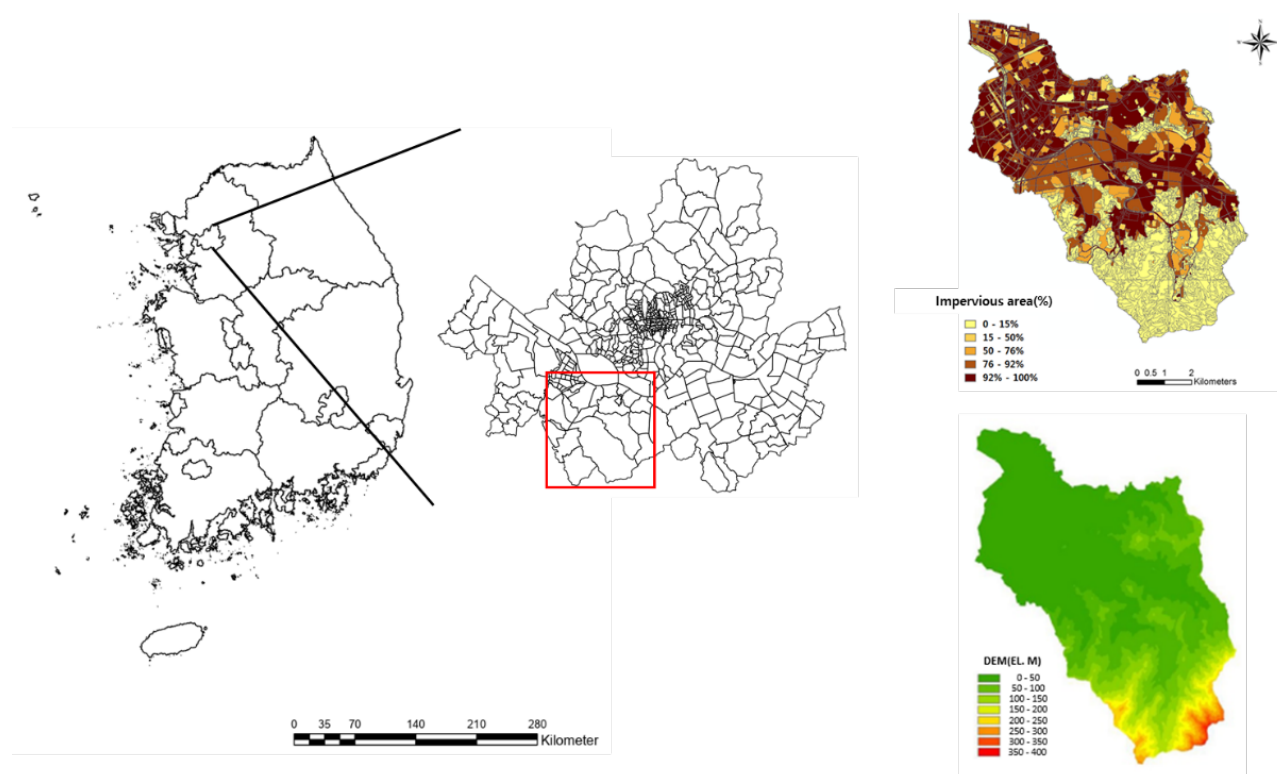 Impervious area(%)
0 - 15%
15 - 50%
50 - 76%
76 - 92%
92% - 100%
0 0.5 1 2
Kilometers
DEM(EL. M)
0 - 50
50 - 100
100 - 150
150 - 200
200 - 250
250 - 300
300 - 350
350 - 400
0 35 70 140 210 280
Kilometer